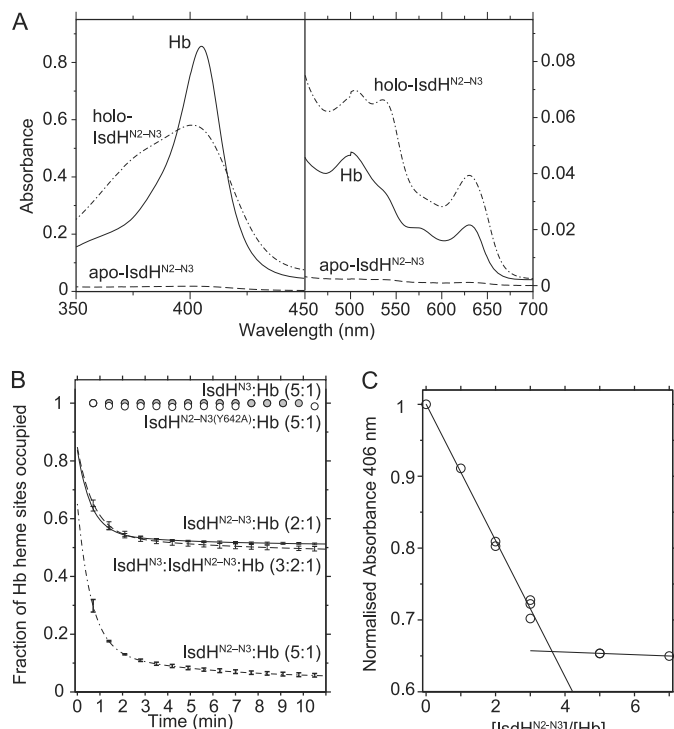 A
Hb
holo-
IsdH^N2–N3
holo-IsdH^N2–N3
Hb
apo-IsdH^N2–N3
apo-IsdH^N2–N3
Absorbance
0.8
0.6
0.4
0.2
0
0.08
0.06
0.04
0.02
0
350
400
450
500
550
600
650
700
Wavelength (nm)
B
IsdH^N3:Hb (5:1)
IsdH^N2–N3(Y642A):Hb (5:1)
IsdH^N2–N3:Hb (2:1)
IsdH^N3:IsdH^N2–N3:Hb (3:2:1)
IsdH^N2–N3:Hb (5:1)
Fraction of Hb heme sites occupied
1
0.8
0.6
0.4
0.2
0
0 1 2 3 4 5 6 7 8 9 10
Time (min)
C
Normalised Absorbance 406 nm
1
0.9
0.8
0.7
0.6
0 2 4 6
[IsdH^N2-N3]/[Hb]